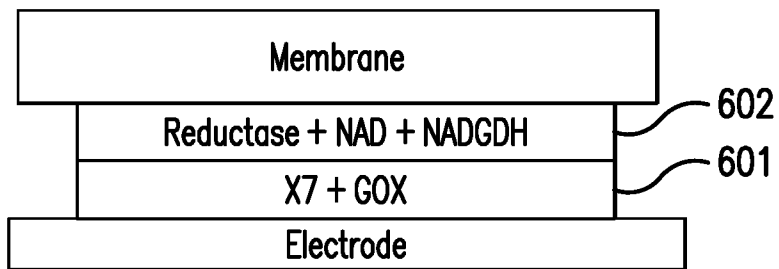 Membrane
Reductase + NAD + NADGDH
602
X7 + GOX
601
Electrode